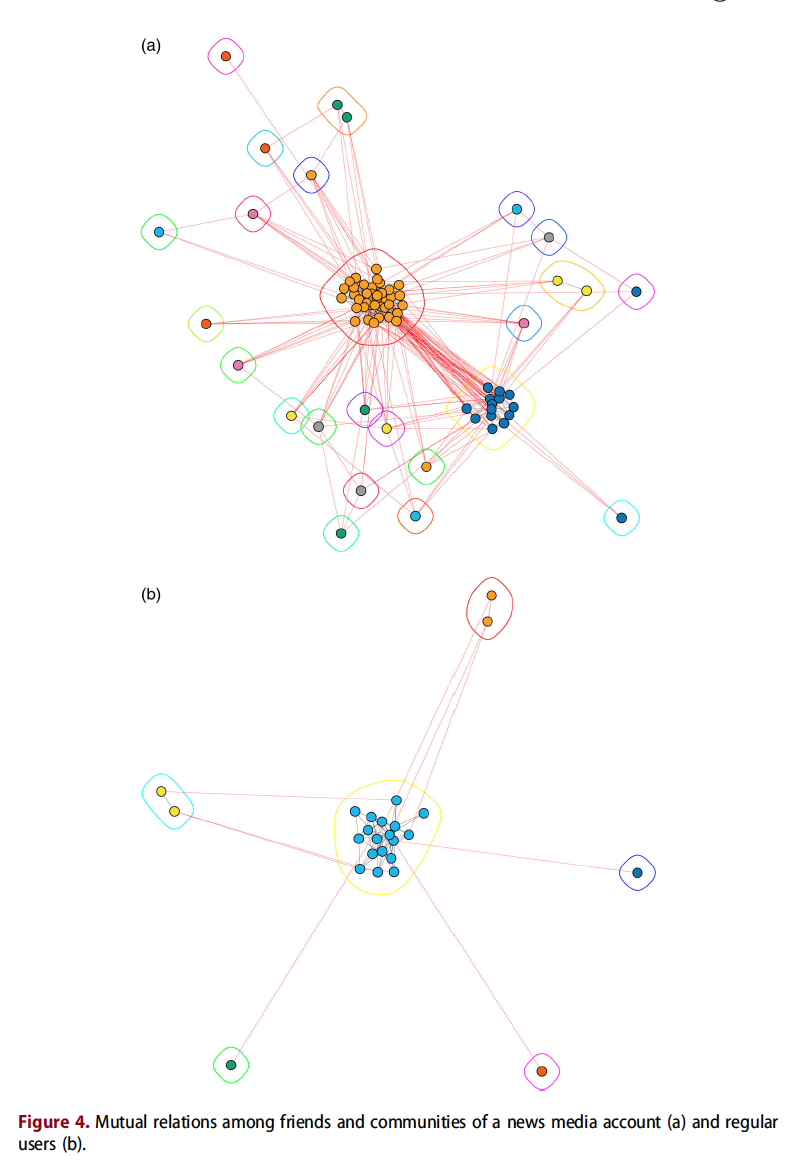 (a)
(b)
Figure 4. Mutual relations among friends and communities of a news media account (a) and regular
users (b).